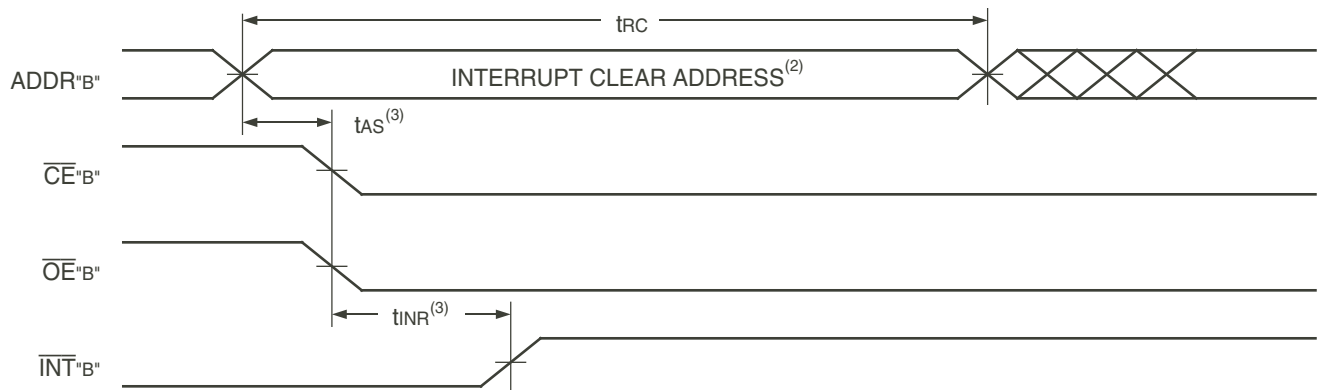 tRC
ADDR"B"
INTERRUPT CLEAR ADDRESS(2)
tAS(3)
CE"B"
OE"B"
tINR(3)
INT"B"